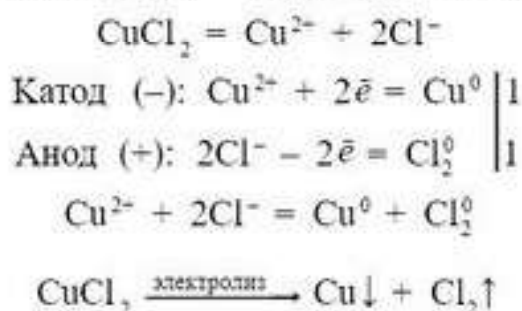 CuCl₂ = Cu²⁺ + 2Cl⁻
Катод (–): Cu²⁺ + 2ē = Cu⁰ | 1
Анод (+): 2Cl⁻ – 2ē = Cl₂⁰ | 1
Cu²⁺ + 2Cl⁻ = Cu⁰ + Cl₂⁰
CuCl₂ электролиз → Cu↓ + Cl₂↑